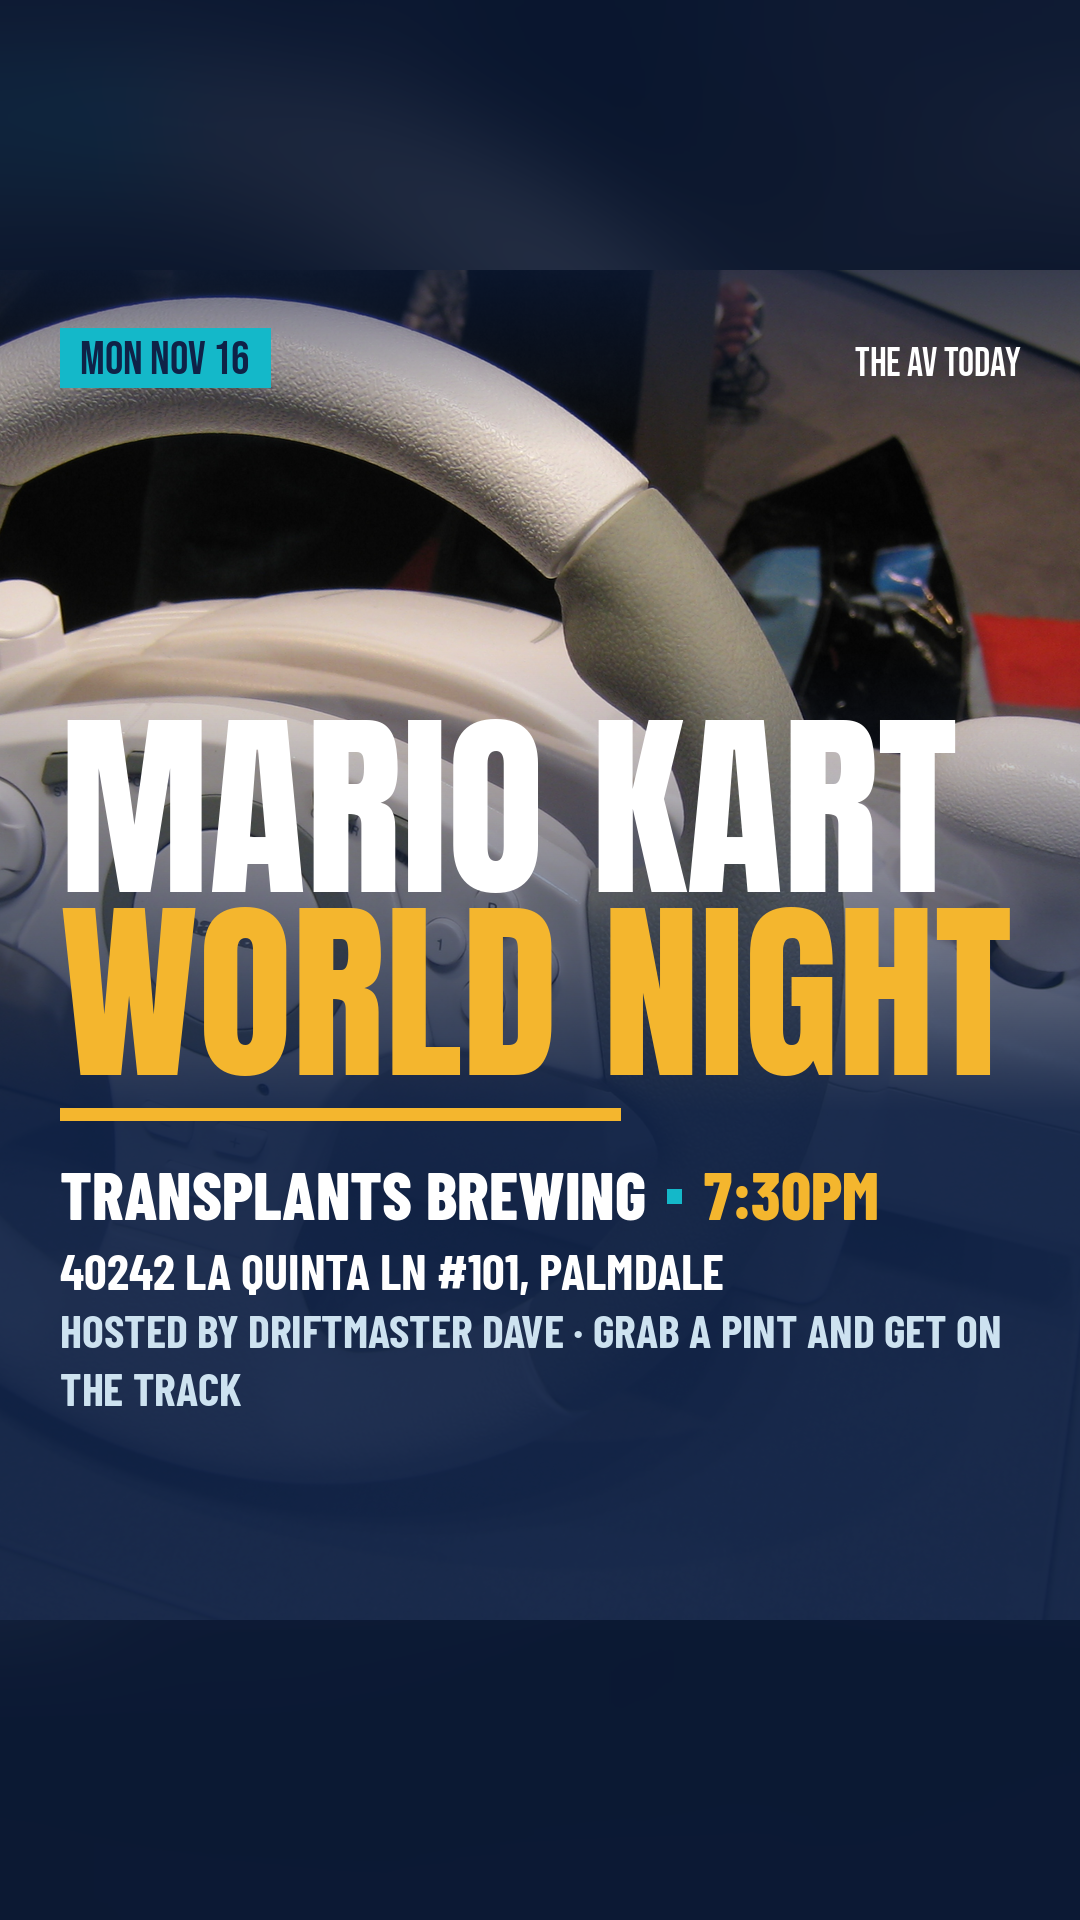 MON NOV 16
THE AV TODAY
MARIO KART
WORLD NIGHT
TRANSPLANTS BREWING ▪ 7:30PM
40242 LA QUINTA LN #101, PALMDALE
HOSTED BY DRIFTMASTER DAVE · GRAB A PINT AND GET ON
THE TRACK